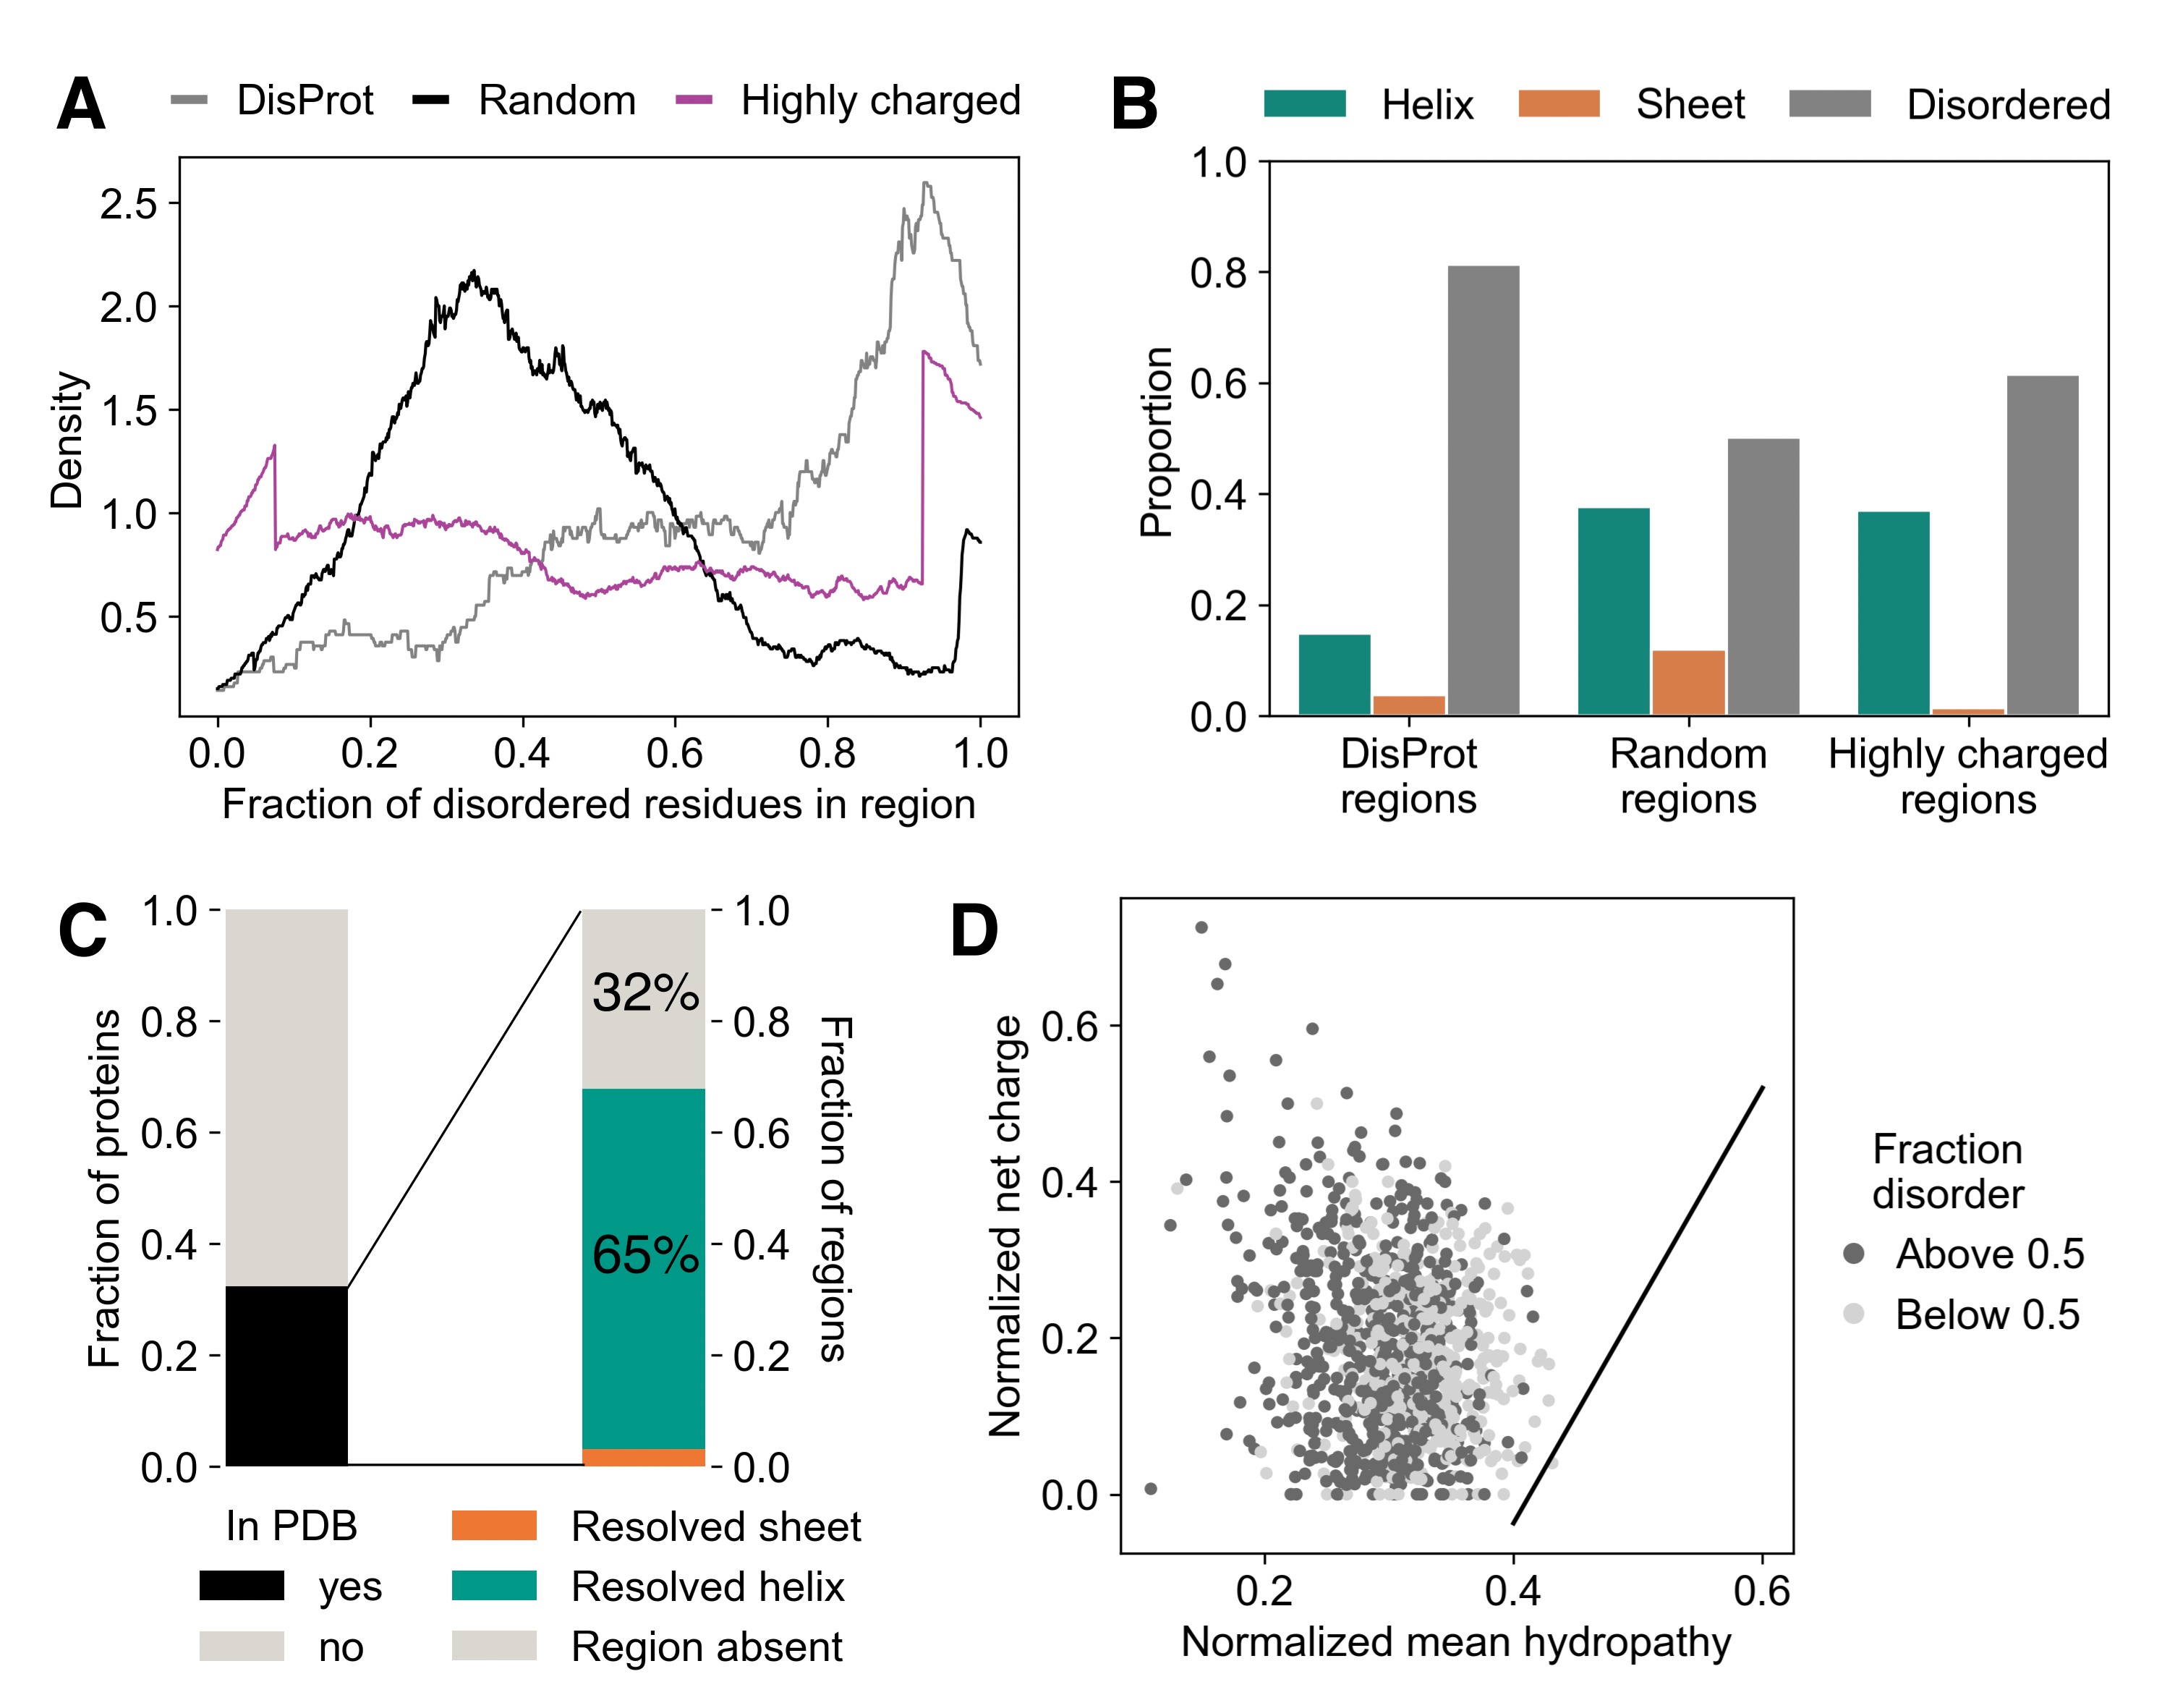 A
DisProt Random Highly charged
Density
2.5
2.0
1.5
1.0
0.5
0.0 0.2 0.4 0.6 0.8 1.0
Fraction of disordered residues in region
B
Helix Sheet Disordered
Proportion
1.0
0.8
0.6
0.4
0.2
0.0
DisProt regions
Random regions
Highly charged regions
C
Fraction of proteins
1.0
0.8
0.6
0.4
0.2
0.0
32%
65%
1.0
0.8
0.6
0.4
0.2
0.0
Fraction of regions
In PDB
yes
no
Resolved sheet
Resolved helix
Region absent
D
Normalized net charge
0.6
0.4
0.2
0.0
0.2 0.4 0.6
Normalized mean hydropathy
Fraction
disorder
Above 0.5
Below 0.5